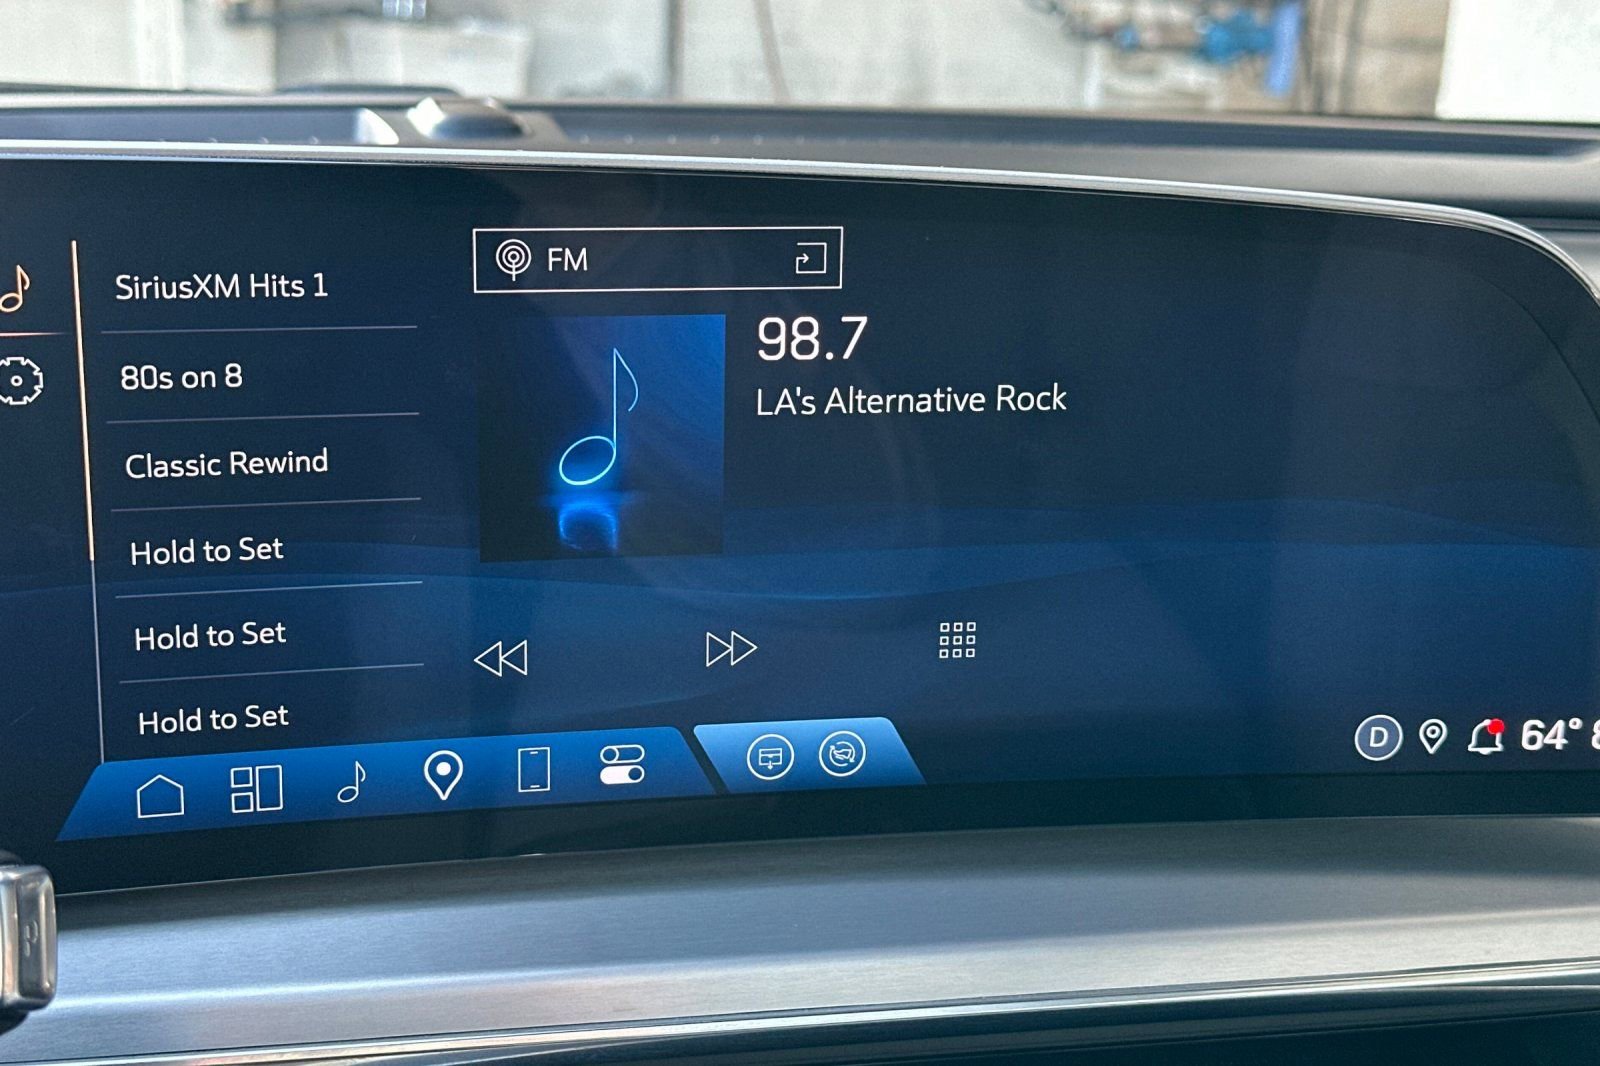 SiriusXM Hits 1
80s on 8
Classic Rewind
Hold to Set
Hold to Set
Hold to Set
FM
98.7
LA's Alternative Rock
D
64°